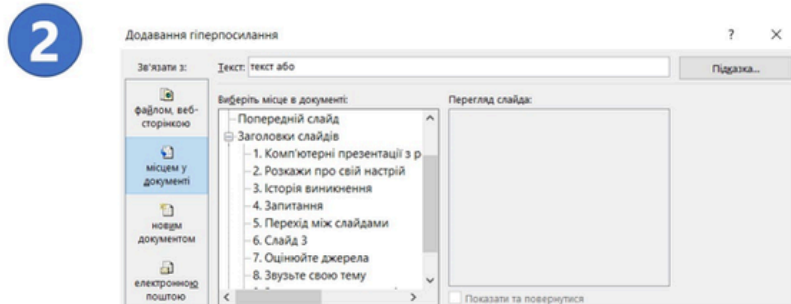 2
Додавання гіперпосилання ? ×
Зв'язати з: Текст: текст або Підказка...
файлом, веб-
сторінкою
місцем у
документі
новим
документом
електронною
поштою
Виберіть місце в документі:
Попередній слайд
Заголовки слайдів
1. Комп'ютерні презентації з р
2. Розкажи про свій настрій
3. Історія виникнення
4. Запитання
5. Перехід між слайдами
6. Слайд 3
7. Оцінюйте джерела
8. Звузьте свою тему
Перегляд слайда:
Показати та повернутися